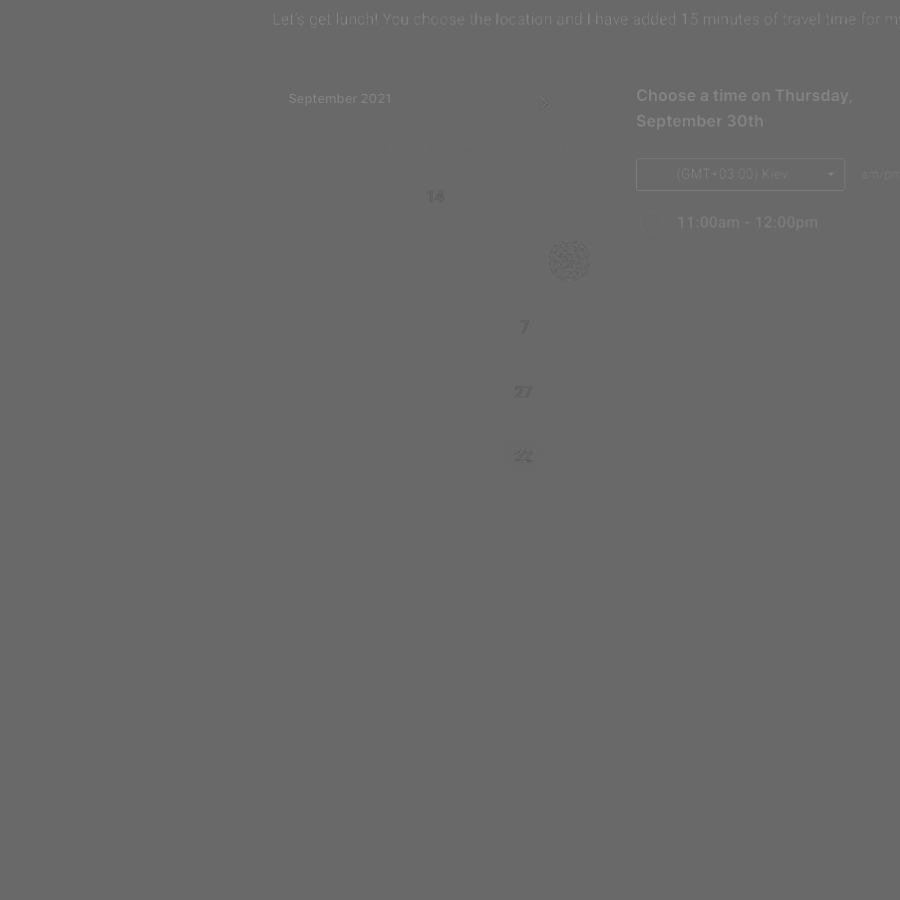 Let's get lunch! You choose the location and I have added 15 minutes of travel time for
September 2021
Choose a time on Thursday,
September 30th
(GMT+03:00) Kiev
am/pm
14
11:00am - 12:00pm
7
27
22